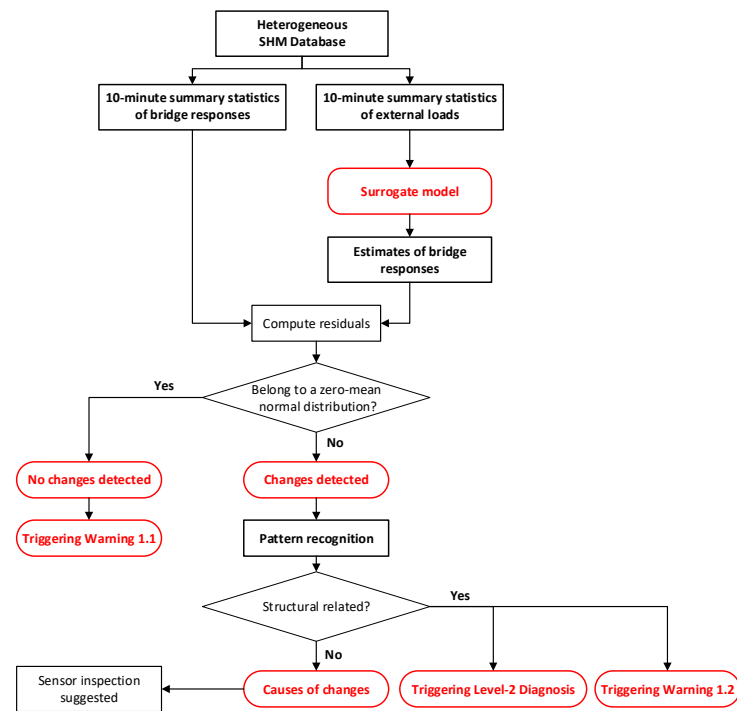 Heterogeneous
SHM Database
10-minute summary statistics
of bridge responses
10-minute summary statistics
of external loads
Surrogate model
Estimates of bridge
responses
Compute residuals
Belong to a zero-mean
normal distribution?
Yes
No
No changes detected
Changes detected
Triggering Warning 1.1
Pattern recognition
Structural related?
Yes
No
Sensor inspection
suggested
Causes of changes
Triggering Level-2 Diagnosis
Triggering Warning 1.2